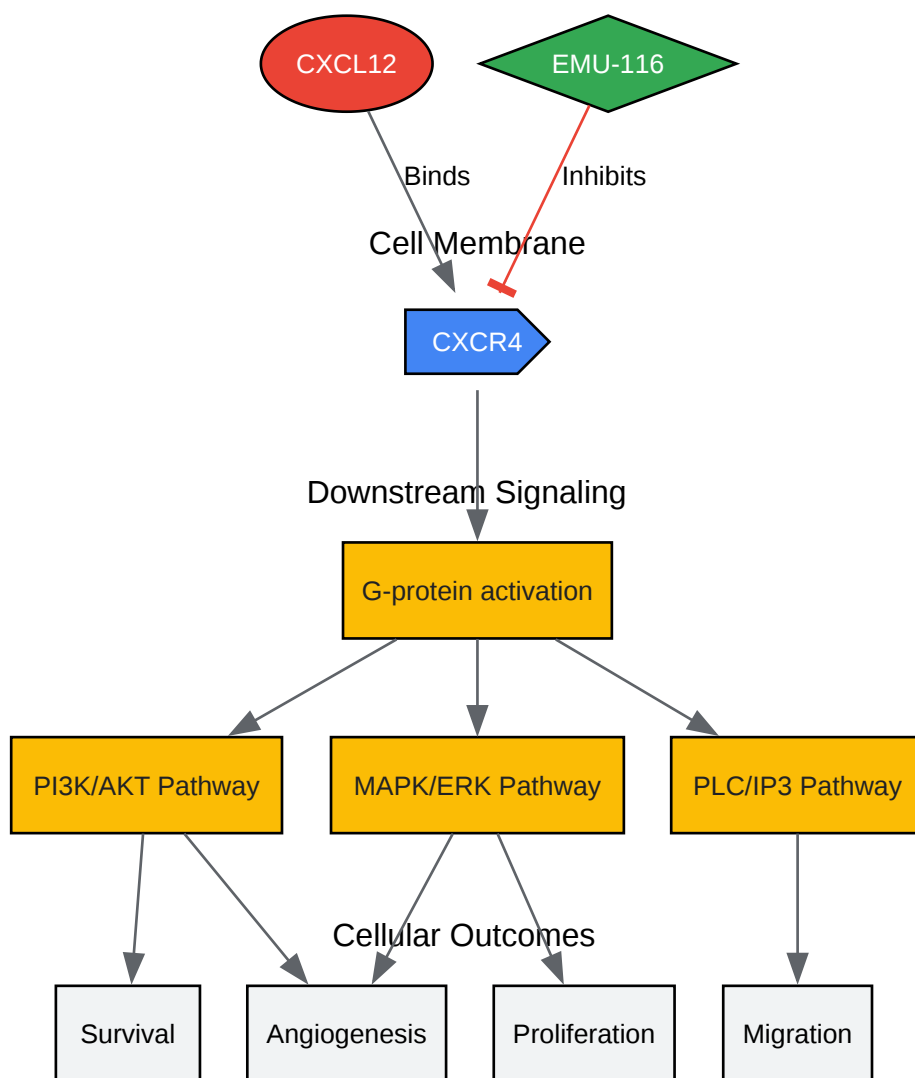 CXCL12
EMU-116
Binds
Inhibits
Cell Membrane
CXCR4
Downstream Signaling
G-protein activation
PI3K/AKT Pathway
MAPK/ERK Pathway
PLC/IP3 Pathway
Cellular Outcomes
Survival
Angiogenesis
Proliferation
Migration